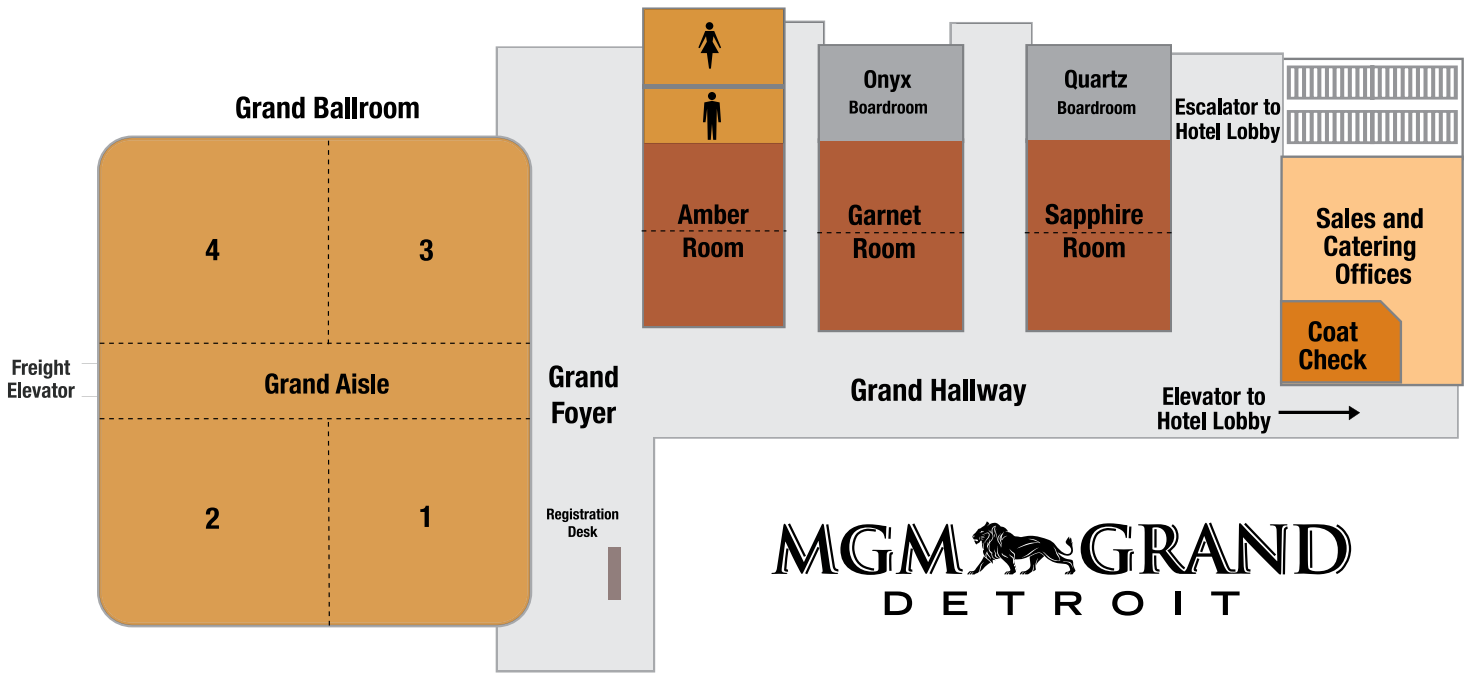 Grand Ballroom
4
3
Freight
Elevator
Grand Aisle
2
1
Grand
Foyer
Registration
Desk
Amber
Room
Onyx
Boardroom
Garnet
Room
Quartz
Boardroom
Sapphire
Room
Escalator to
Hotel Lobby
Sales and
Catering
Offices
Coat
Check
Grand Hallway
Elevator to
Hotel Lobby
MGM GRAND
DETROIT